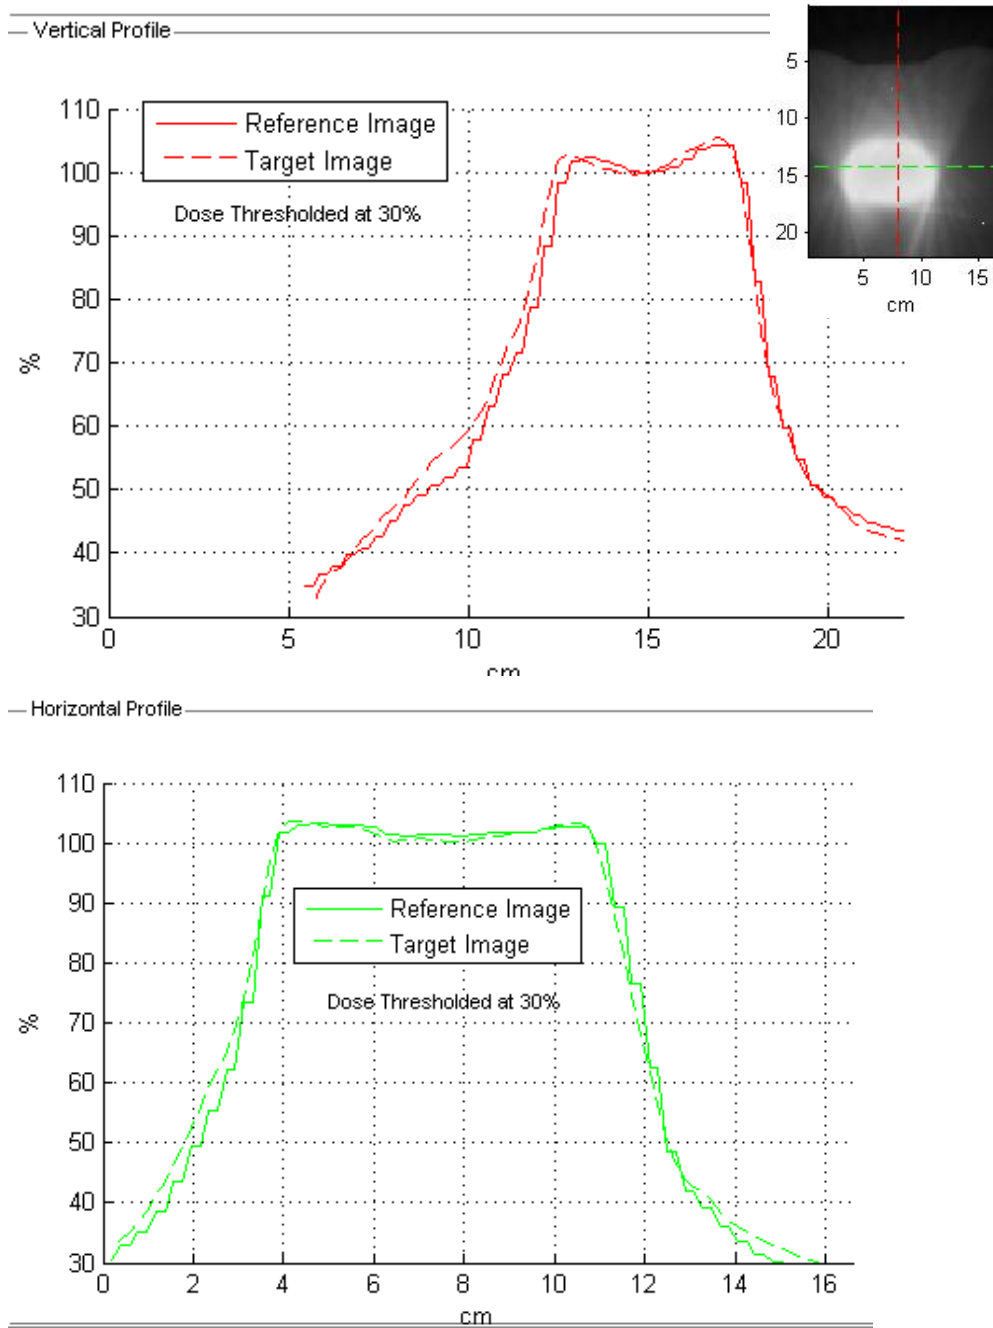 Vertical Profile
5
10
15
20
5 10 15
cm
110
100
90
80
70
60
50
40
30
%
Reference Image
Target Image
Dose Thresholded at 30%
0 5 10 15 20
cm
Horizontal Profile
110
100
90
80
70
60
50
40
30
%
Reference Image
Target Image
Dose Thresholded at 30%
0 2 4 6 8 10 12 14 16
cm